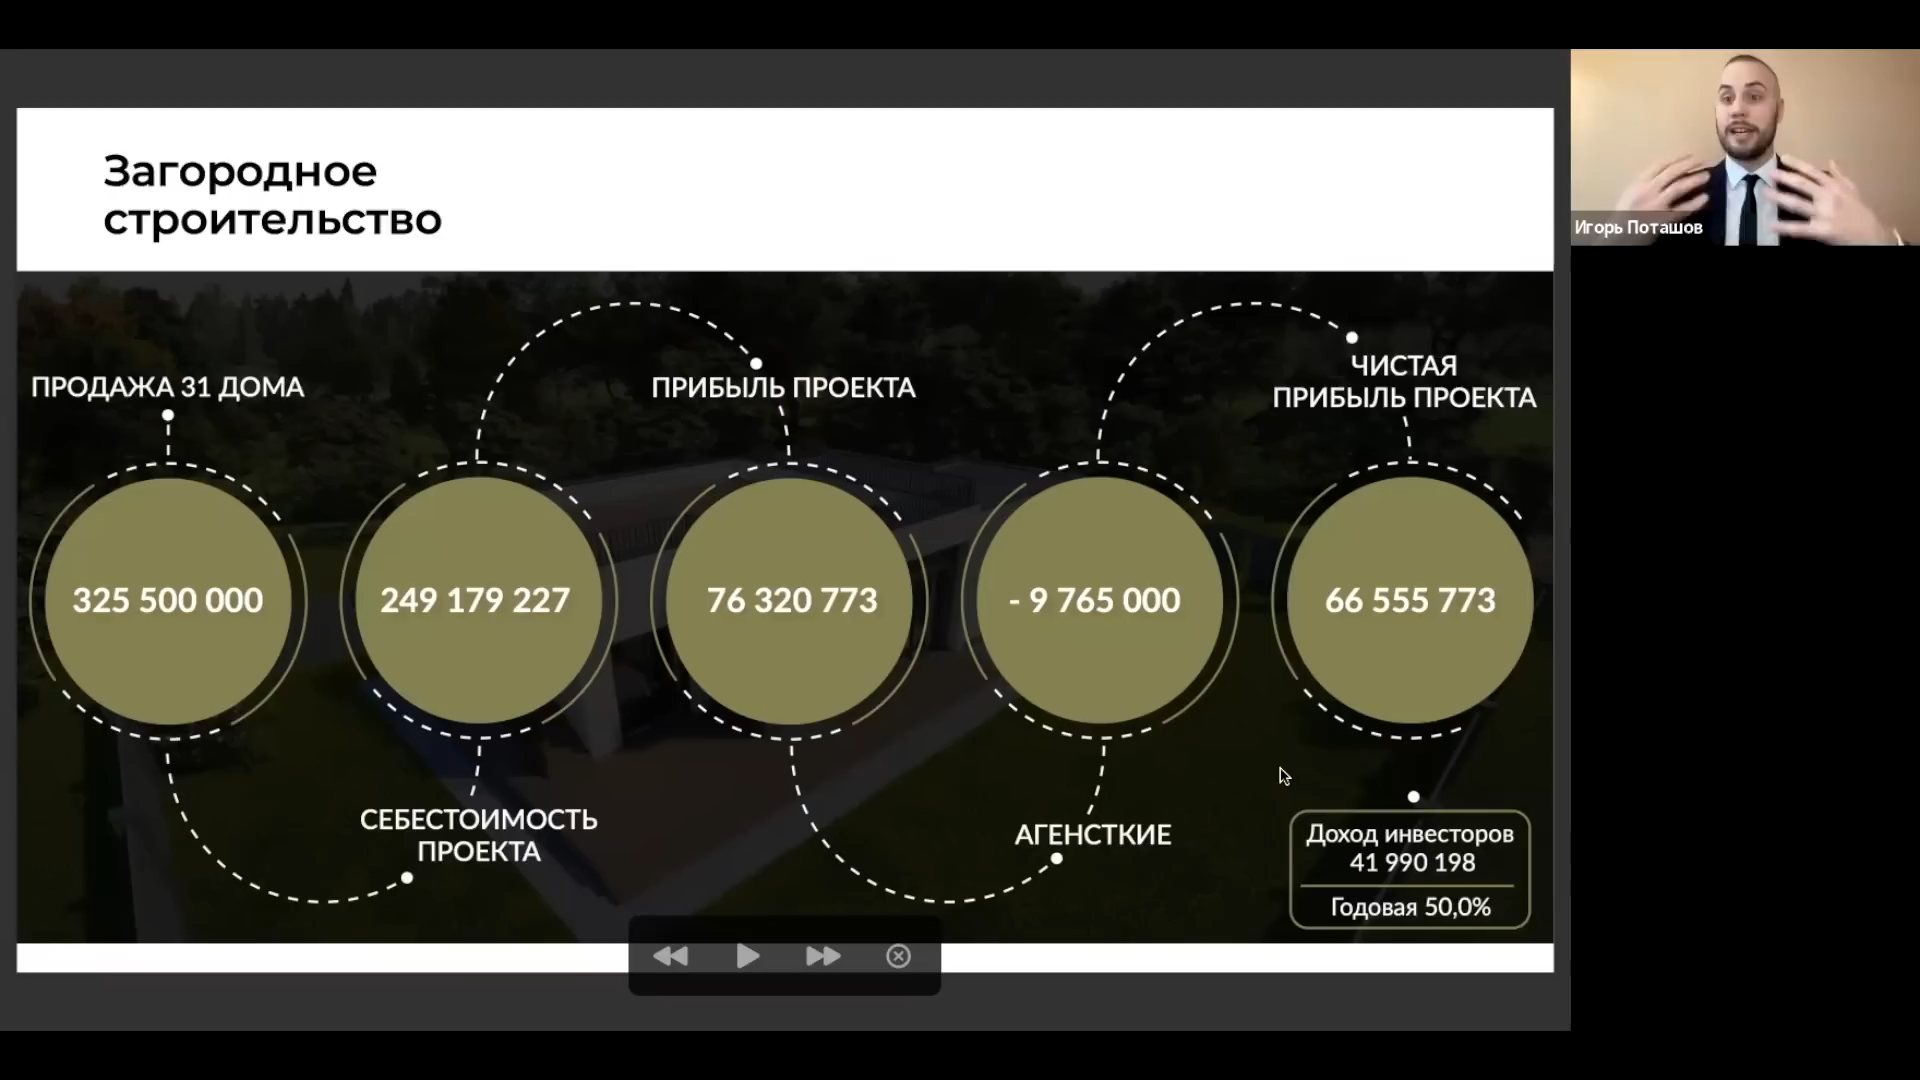 Загородное
строительство
ПРОДАЖА 31 ДОМА
325 500 000
СЕБЕСТОИМОСТЬ
ПРОЕКТА
249 179 227
ПРИБЫЛЬ ПРОЕКТА
76 320 773
АГЕНСТКИЕ
- 9 765 000
ЧИСТАЯ
ПРИБЫЛЬ ПРОЕКТА
66 555 773
Доход инвесторов
41 990 198
Годовая 50,0%
Игорь Поташов